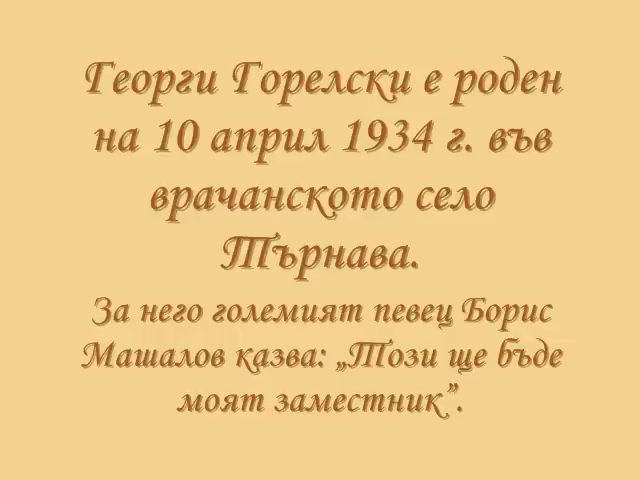 Георги Горелски е роден
на 10 април 1934 г. във
врачанското село
Търнава.
За него големият певец Борис
Машалов казва: „Този ще бъде
моят заместник”.